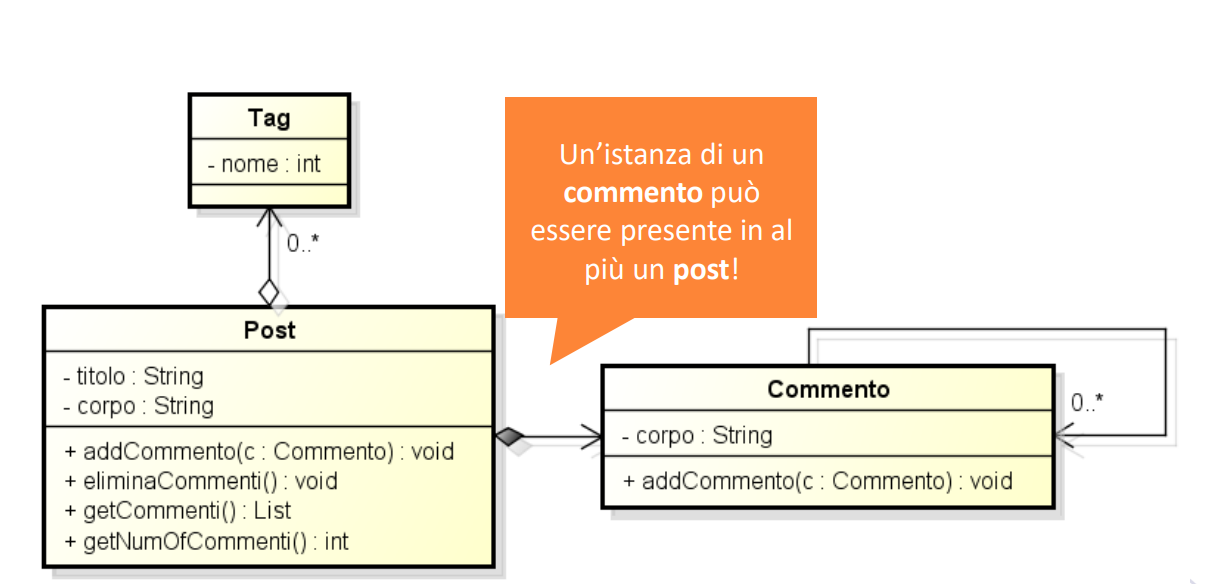 Tag
- nome : int
0..*
Un’istanza di un
commento può
essere presente in al
più un post!
Post
- titolo : String
- corpo : String
+ addCommento(c : Commento) : void
+ eliminaCommenti() : void
+ getCommenti() : List
+ getNumOfCommenti() : int
Commento
- corpo : String
+ addCommento(c : Commento) : void
0..*